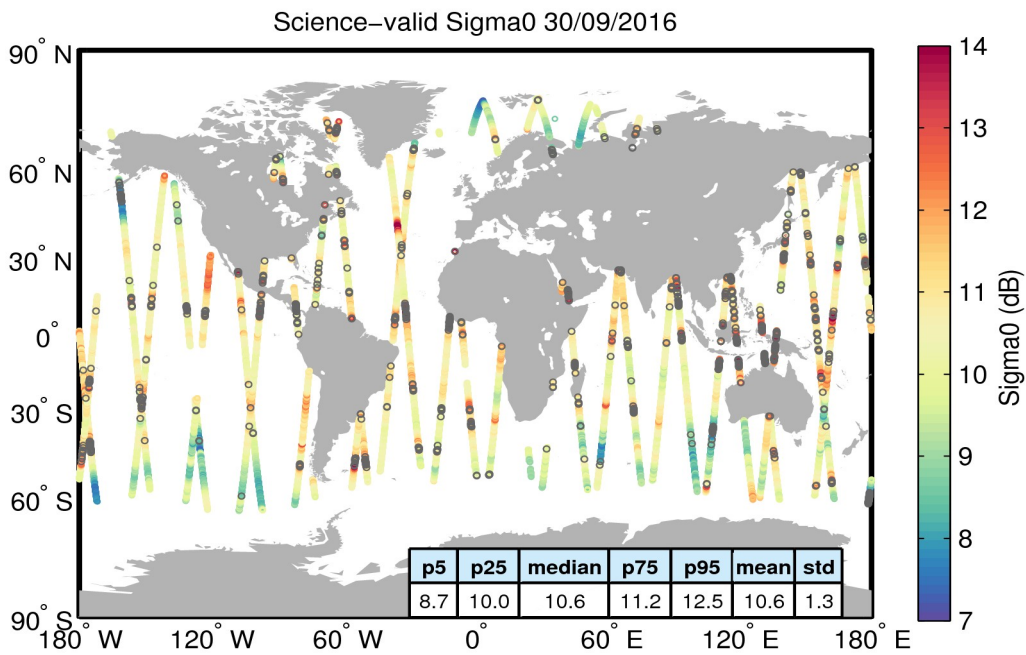 Science−valid Sigma0 30/09/2016
90° N
60° N
30° N
0°
30° S
60° S
90° S
180° W
120° W
60° W
0°
60° E
120° E
180° E
14
13
12
11
10
9
8
7
Sigma0 (dB)
p5 p25 median p75 p95 mean std
8.7 10.0 10.6 11.2 12.5 10.6 1.3